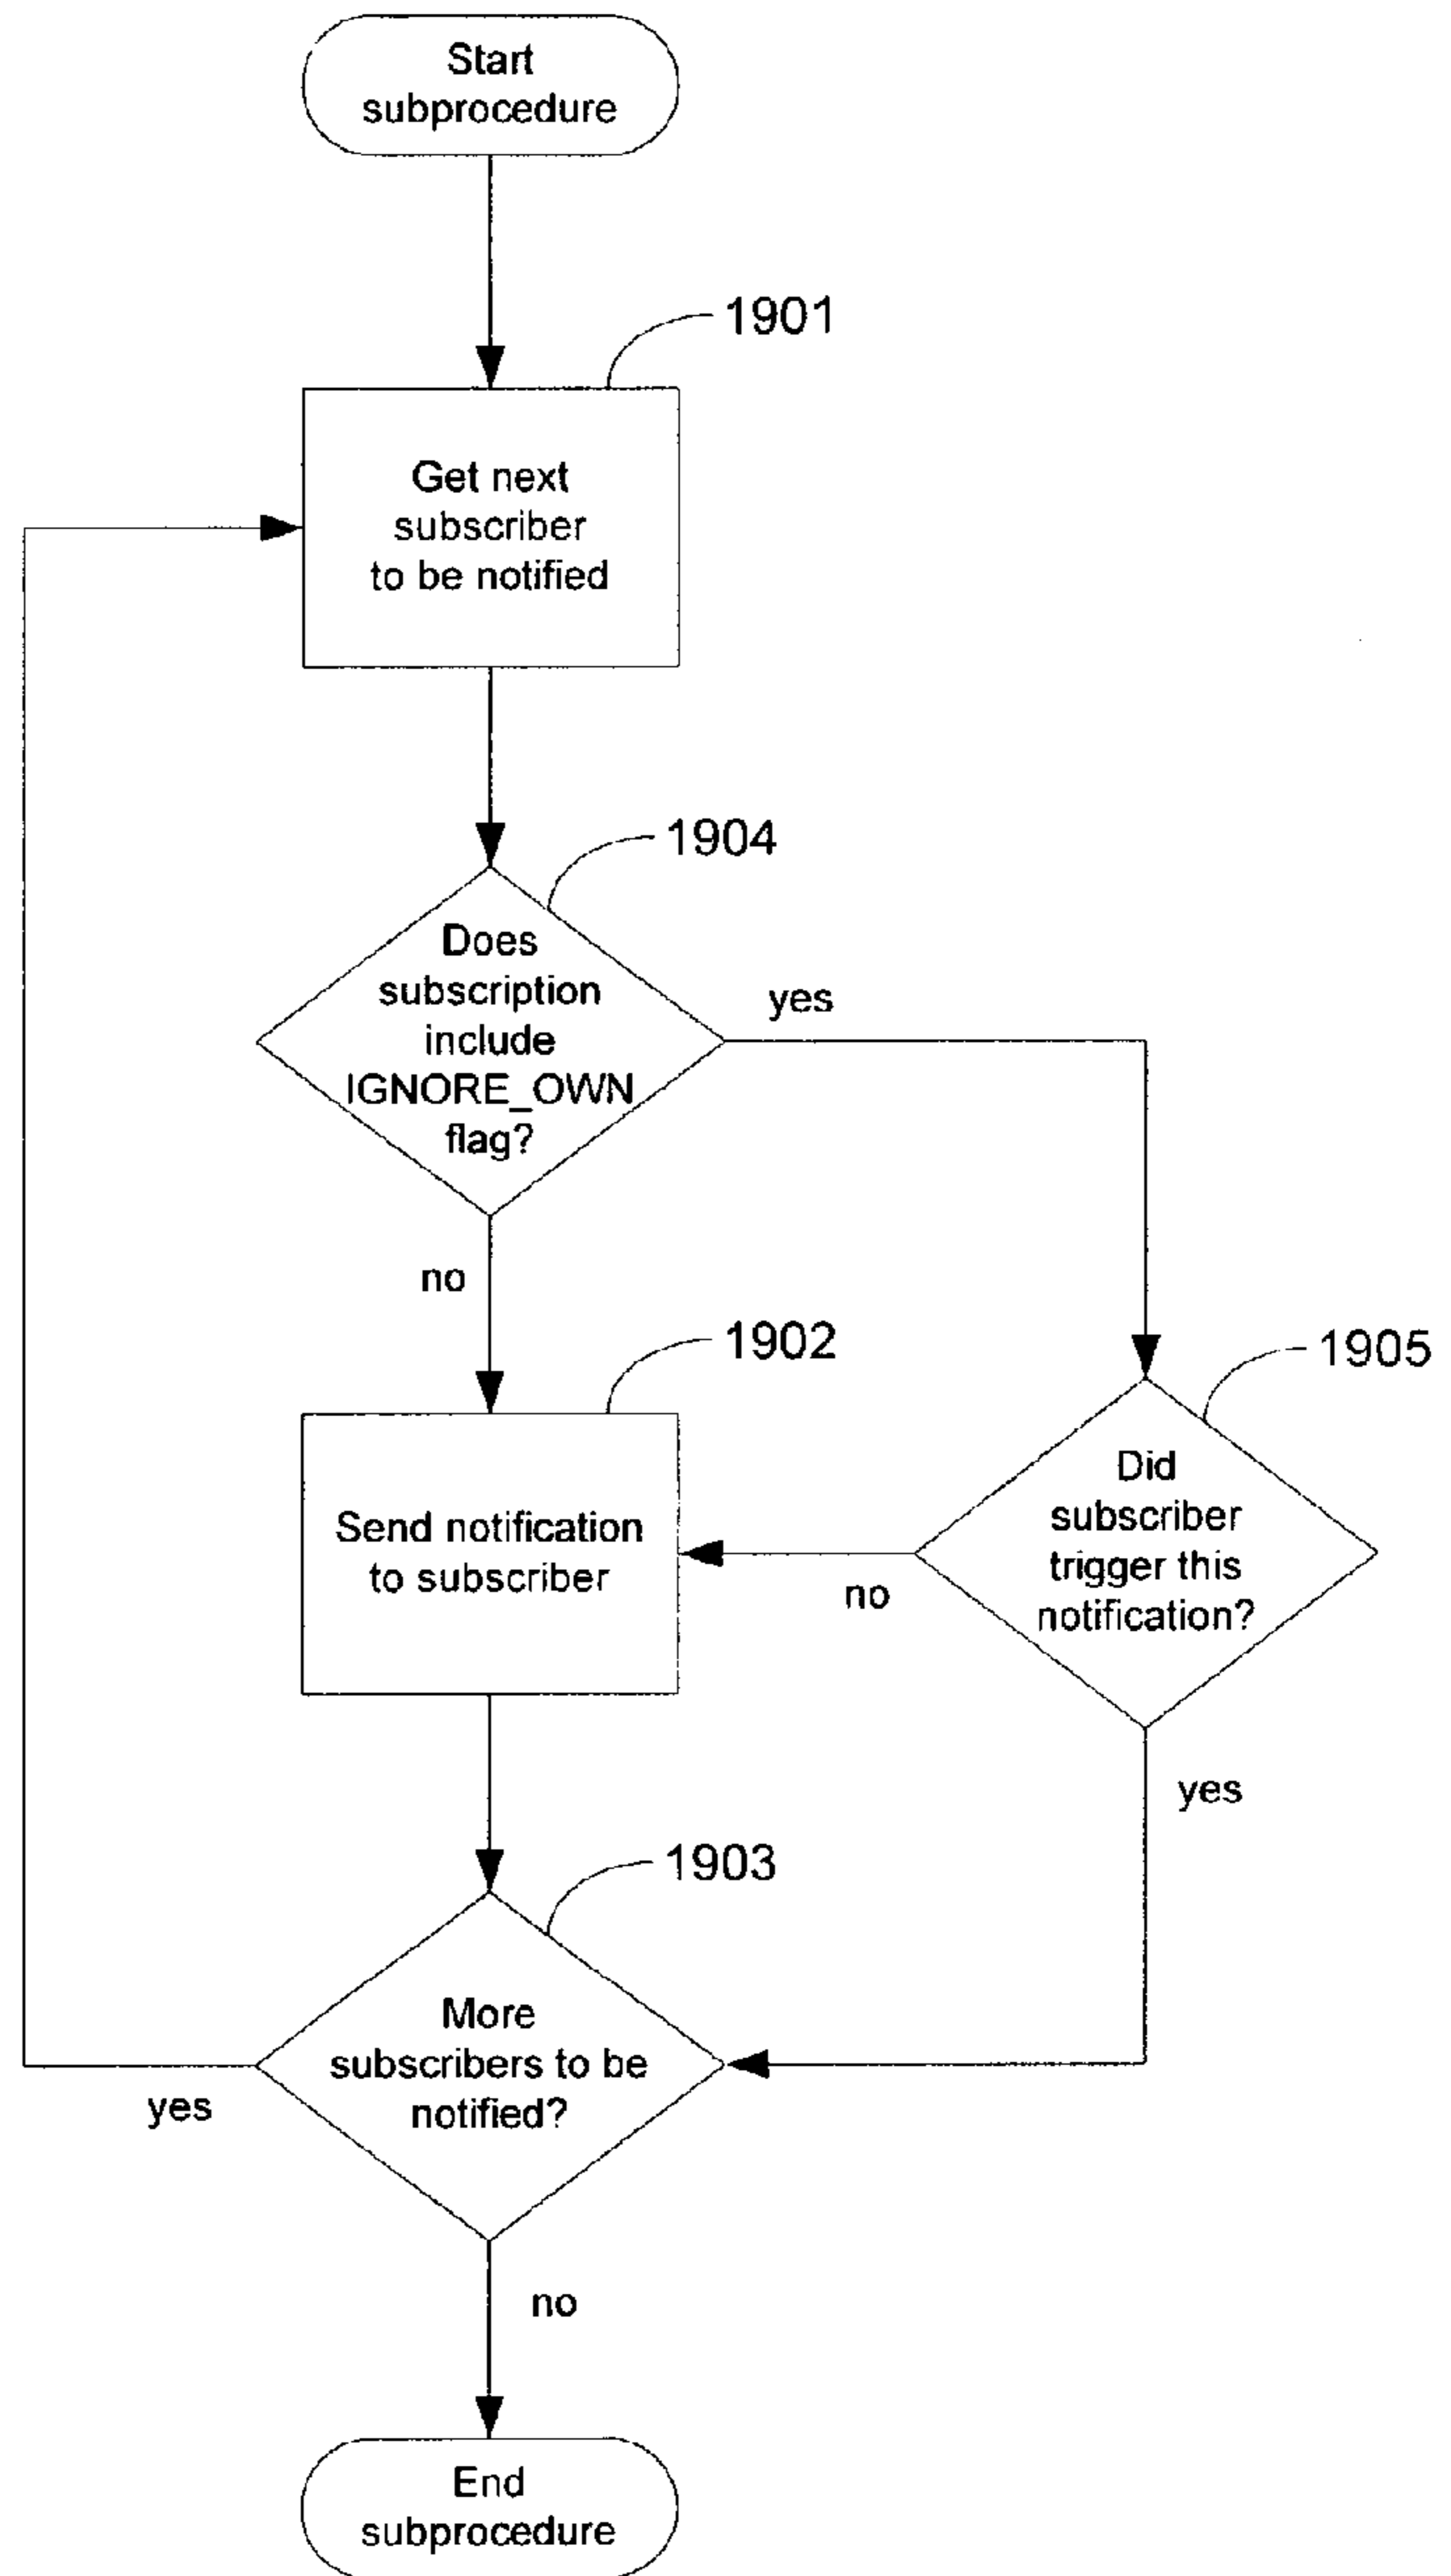 Start
subprocedure
1901
Get next
subscriber
to be notified
1904
Does
subscription
include
IGNORE_OWN
flag?
yes
no
1902
1905
Send notification
to subscriber
Did
subscriber
trigger this
notification?
no
yes
1903
More
subscribers to be
notified?
yes
no
End
subprocedure